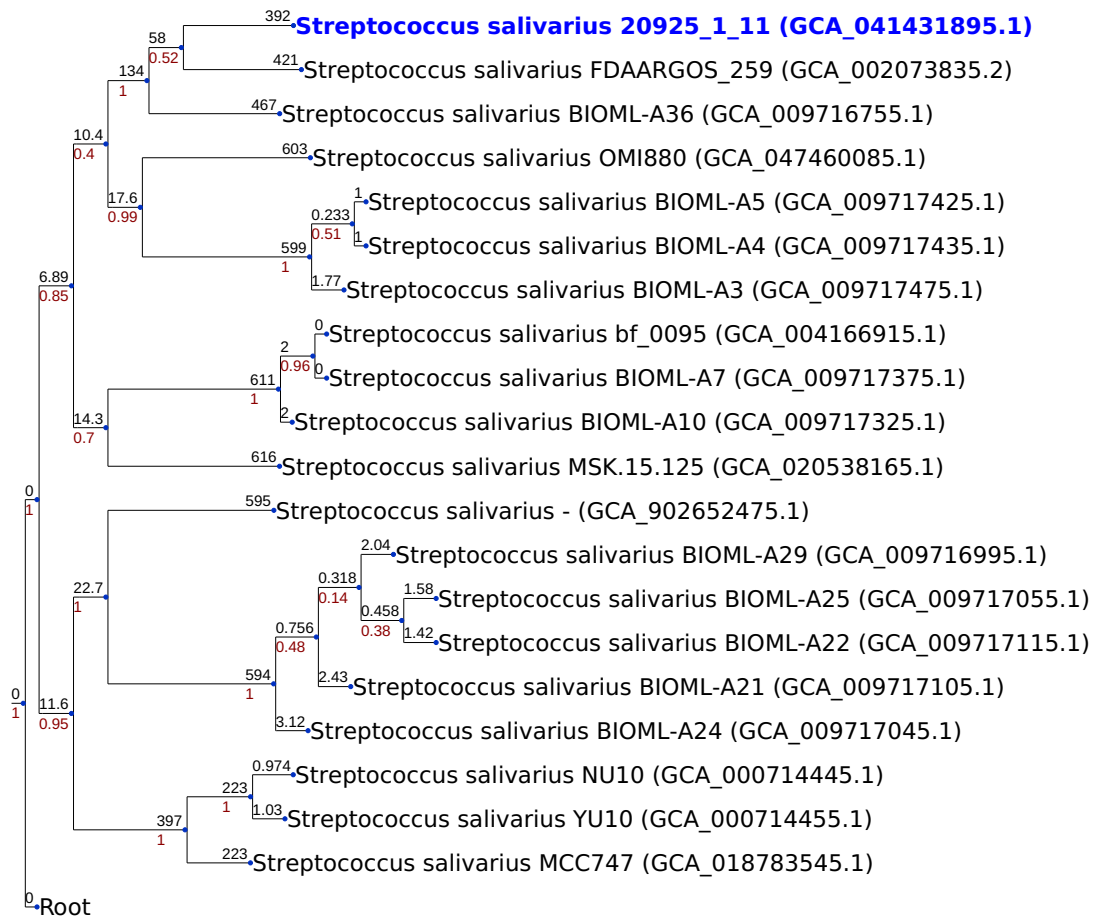 392
Streptococcus salivarius 20925_1_11 (GCA_041431895.1)
58
0.52
421
Streptococcus salivarius FDAARGOS_259 (GCA_002073835.2)
134
1
467
Streptococcus salivarius BIOML-A36 (GCA_009716755.1)
10.4
0.4
603
Streptococcus salivarius OMI880 (GCA_047460085.1)
17.6
0.99
1
Streptococcus salivarius BIOML-A5 (GCA_009717425.1)
0.233
0.51
1
Streptococcus salivarius BIOML-A4 (GCA_009717435.1)
599
1
1.77
Streptococcus salivarius BIOML-A3 (GCA_009717475.1)
6.89
0.85
0
Streptococcus salivarius bf_0095 (GCA_004166915.1)
2
0.96
0
Streptococcus salivarius BIOML-A7 (GCA_009717375.1)
611
1
2
Streptococcus salivarius BIOML-A10 (GCA_009717325.1)
14.3
0.7
616
Streptococcus salivarius MSK.15.125 (GCA_020538165.1)
0
1
595
Streptococcus salivarius - (GCA_902652475.1)
2.04
Streptococcus salivarius BIOML-A29 (GCA_009716995.1)
22.7
1
0.318
0.14
1.58
Streptococcus salivarius BIOML-A25 (GCA_009717055.1)
0.458
0.38
1.42
Streptococcus salivarius BIOML-A22 (GCA_009717115.1)
0.756
0.48
2.43
Streptococcus salivarius BIOML-A21 (GCA_009717105.1)
594
1
3.12
Streptococcus salivarius BIOML-A24 (GCA_009717045.1)
0
1
11.6
0.95
0.974
Streptococcus salivarius NU10 (GCA_000714445.1)
223
1
1.03
Streptococcus salivarius YU10 (GCA_000714455.1)
397
1
223
Streptococcus salivarius MCC747 (GCA_018783545.1)
0
Root